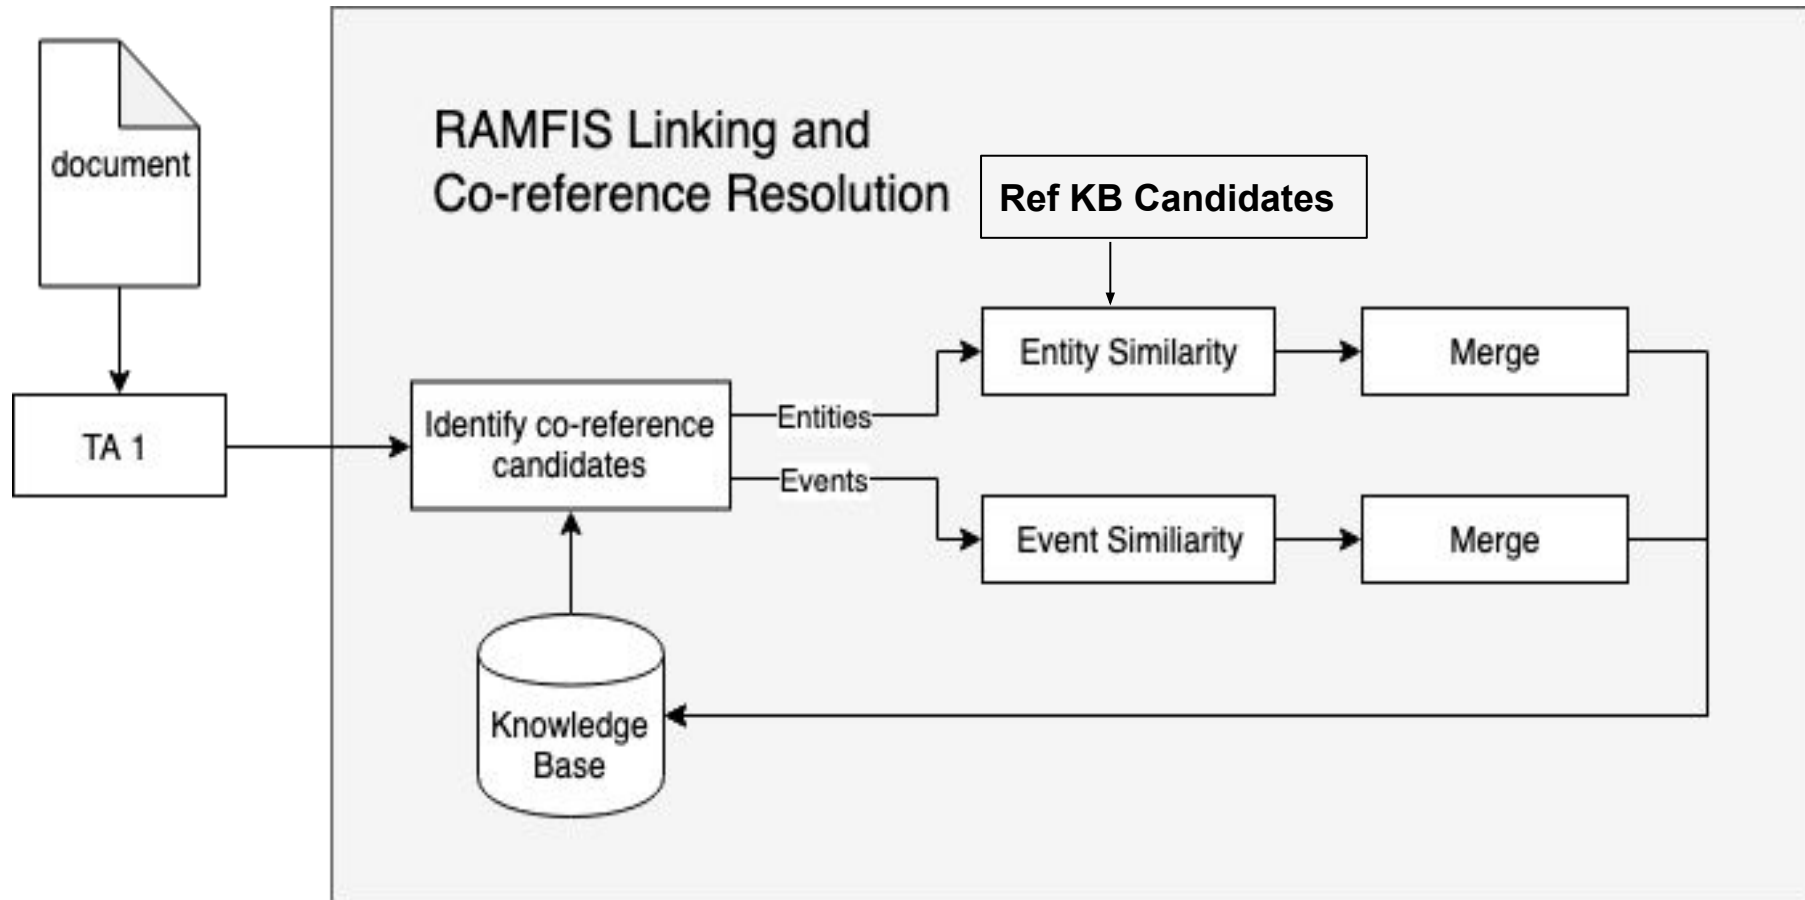 document
RAMFIS Linking and
Co-reference Resolution
Ref KB Candidates
TA 1
Identify co-reference
candidates
Entities
Events
Entity Similarity
Merge
Event Similiarity
Merge
Knowledge
Base